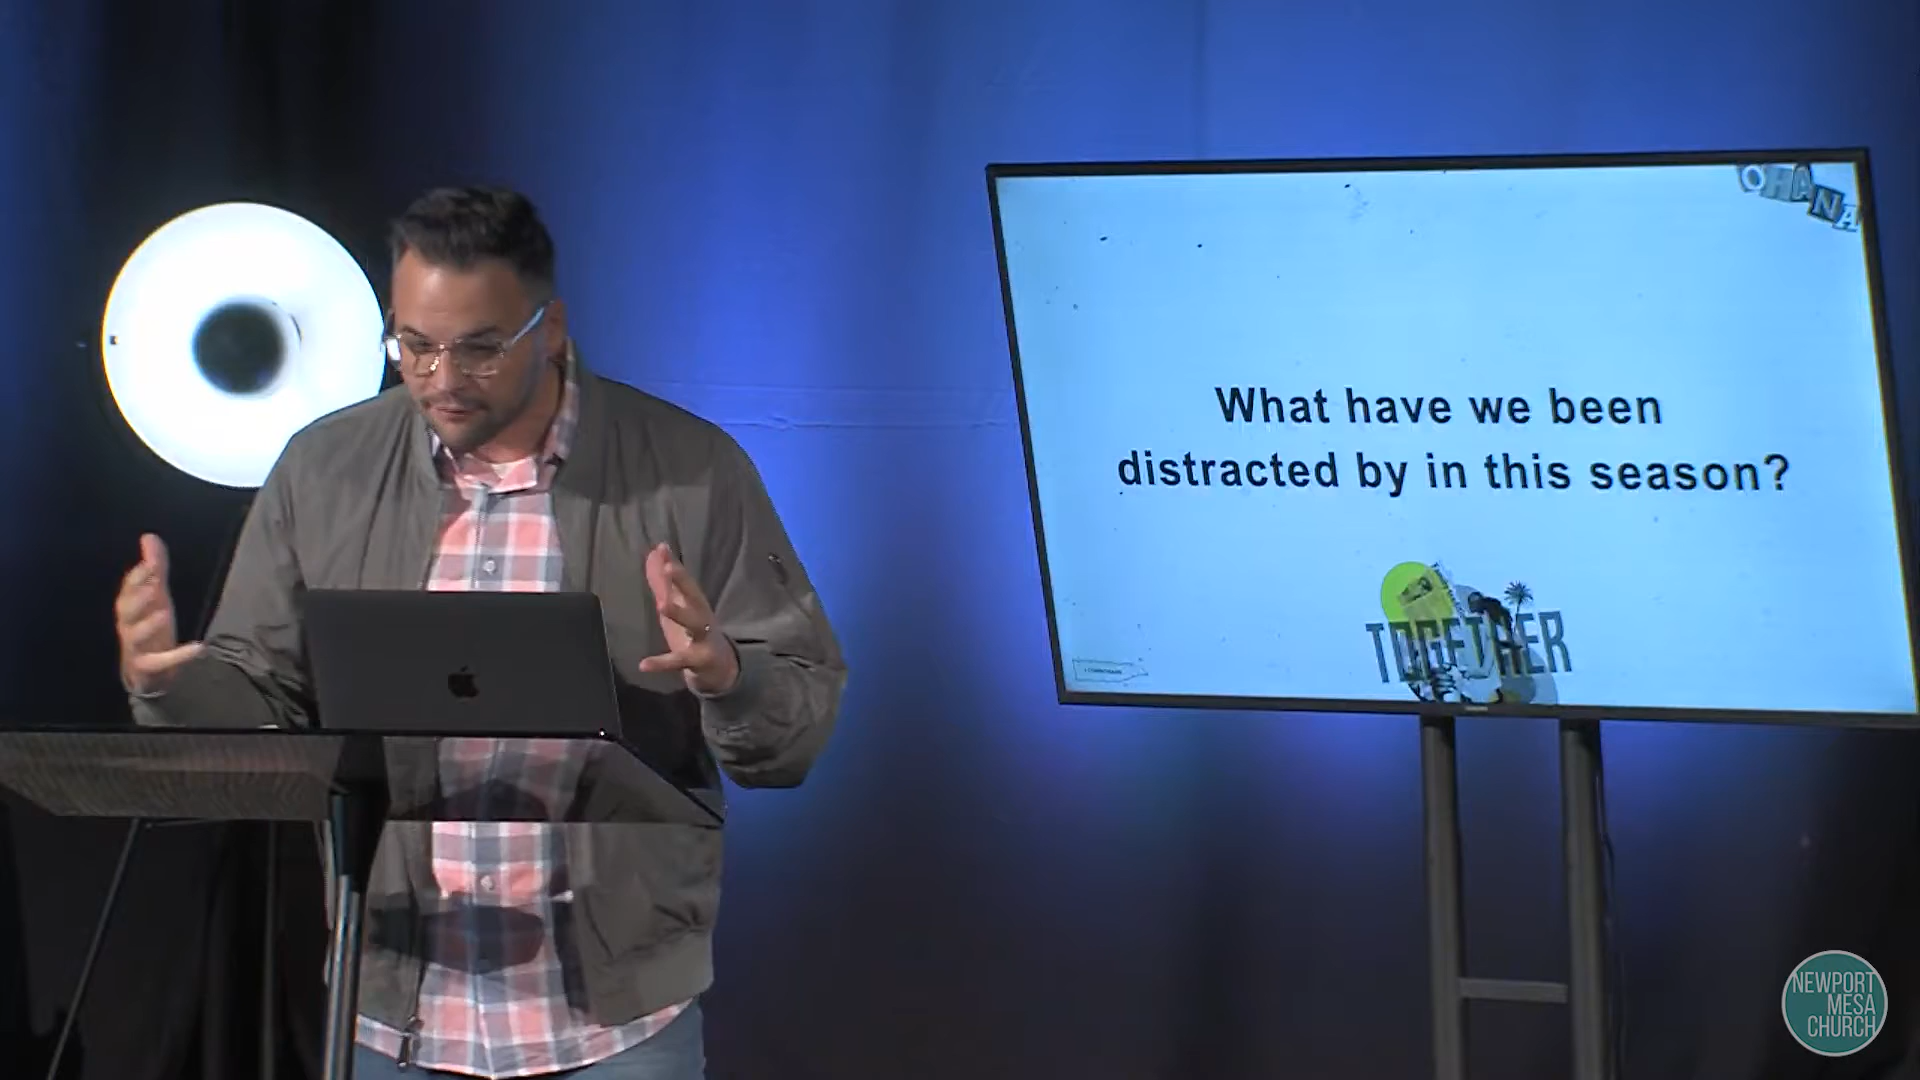 OHANA
What have we been
distracted by in this season?
TOGETHER
NEWPORT
MESA
CHURCH